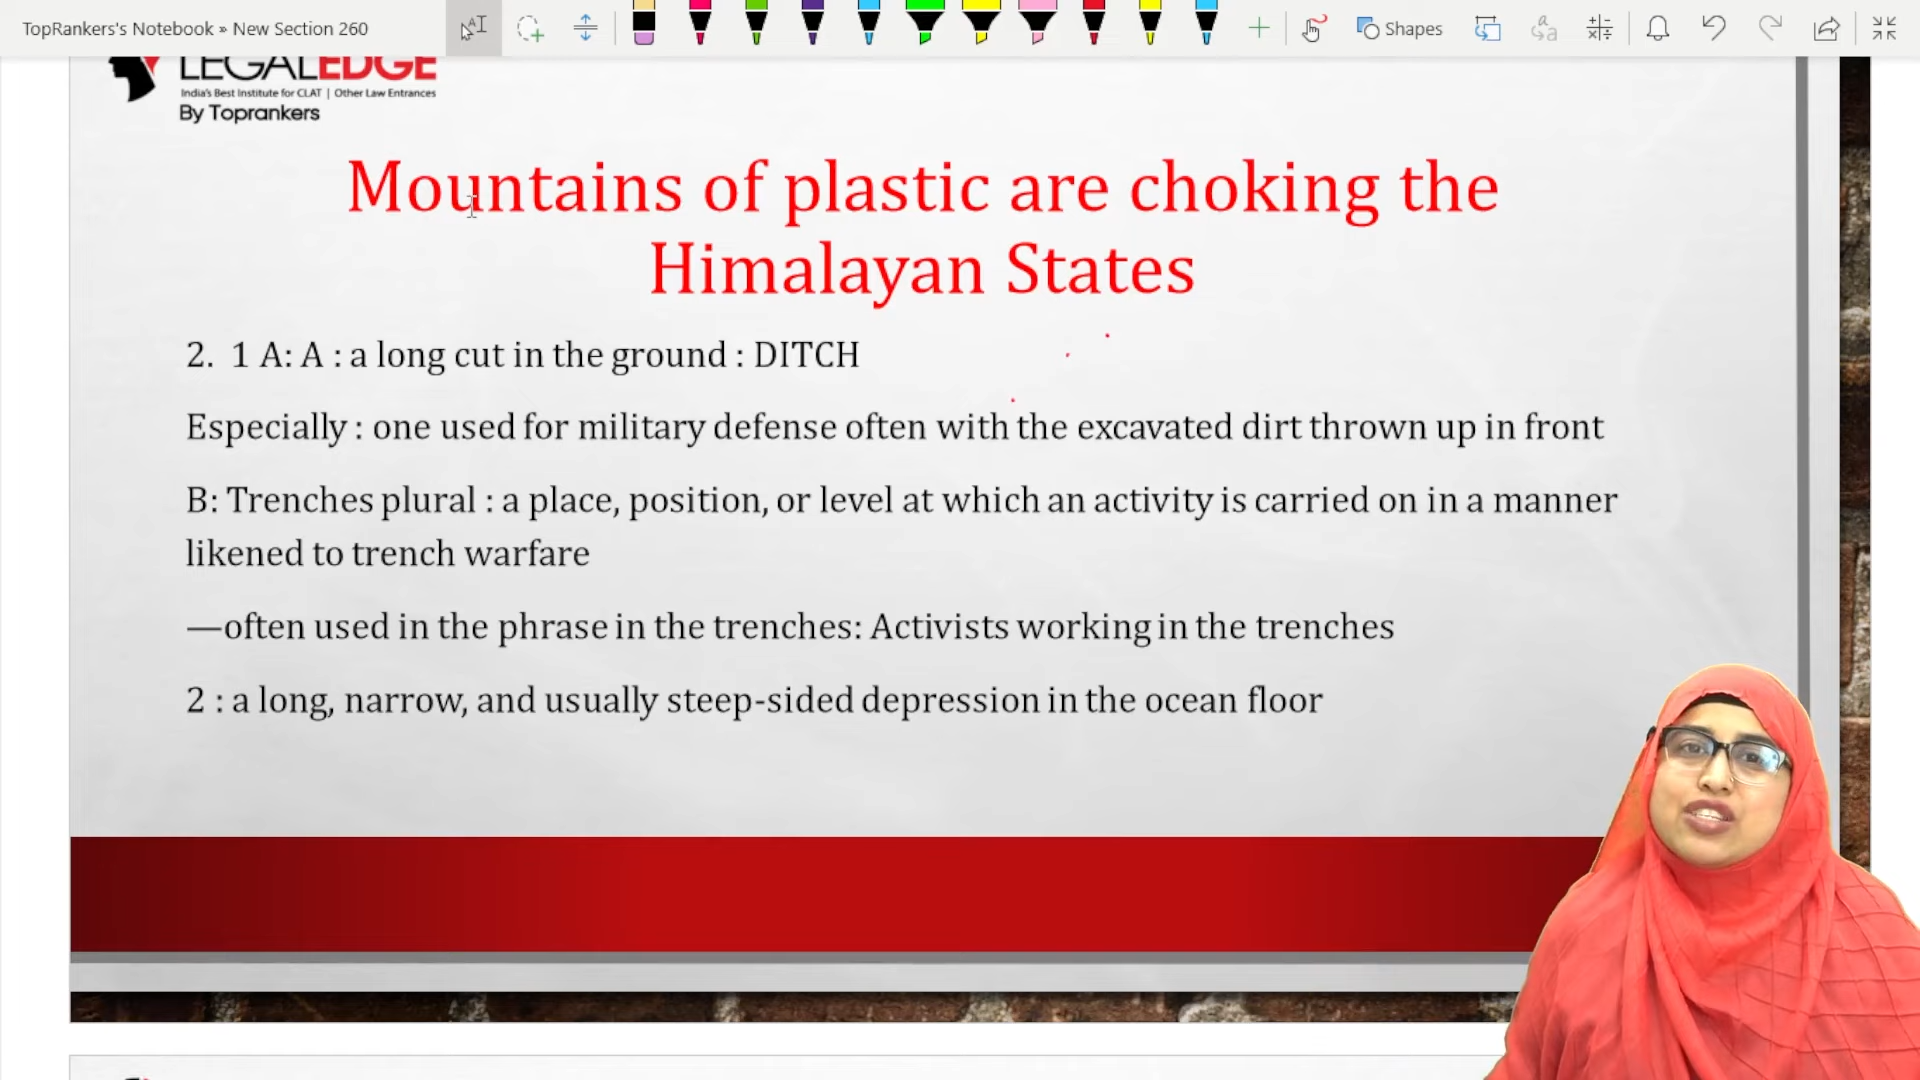 TopRankers's Notebook » New Section 260
Shapes
LEGALEDGE
India's Best Institute for CLAT | Other Law Entrances
By Toprankers
Mountains of plastic are choking the
Himalayan States
2. 1 A: A : a long cut in the ground : DITCH
Especially : one used for military defense often with the excavated dirt thrown up in front
B: Trenches plural : a place, position, or level at which an activity is carried on in a manner
likened to trench warfare
—often used in the phrase in the trenches: Activists working in the trenches
2 : a long, narrow, and usually steep-sided depression in the ocean floor